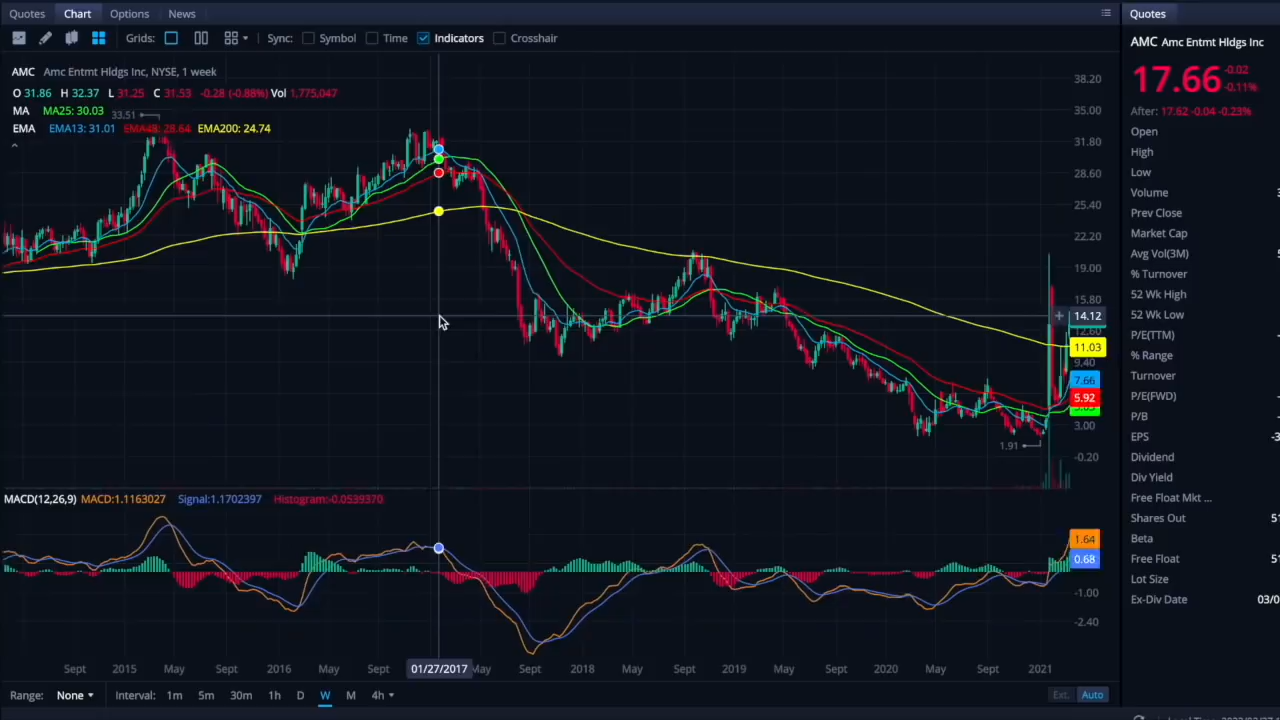 Quotes Chart Options News
Quotes
Grids: Sync: Symbol Time Indicators Crosshair
AMC Amc Entmt Hldgs Inc
AMC Amc Entmt Hldgs Inc, NYSE, 1 week
17.66 -0.02 -0.11%
O 31.86 H 32.37 L 31.25 C 31.53 -0.28 (-0.88%) Vol 1,775,047
MA MA25: 30.03
33.51
EMA EMA13: 31.01 EMA48: 28.64 EMA200: 24.74
After: 17.62 -0.04 -0.23%
Open
High
Low
Volume
Prev Close
Market Cap
Avg Vol(3M)
% Turnover
52 Wk High
52 Wk Low
P/E(TTM)
% Range
Turnover
P/E(FWD)
P/B
EPS
Dividend
Div Yield
Free Float Mkt ...
Shares Out 51
Beta
Free Float 51
Lot Size
Ex-Div Date 03/0
38.20
35.00
31.80
28.60
25.40
22.20
19.00
15.80
14.12
12.60
11.03
9.40
7.66
5.92
3.00
-0.20
1.91
MACD(12,26,9) MACD:1.1163027 Signal:1.1702397 Histogram:-0.0539370
1.64
0.68
-1.00
-2.40
Sept 2015 May Sept 2016 May Sept 01/27/2017 May Sept 2018 May Sept 2019 May Sept 2020 May Sept 2021
Range: None Interval: 1m 5m 30m 1h D W M 4h Ext. Auto